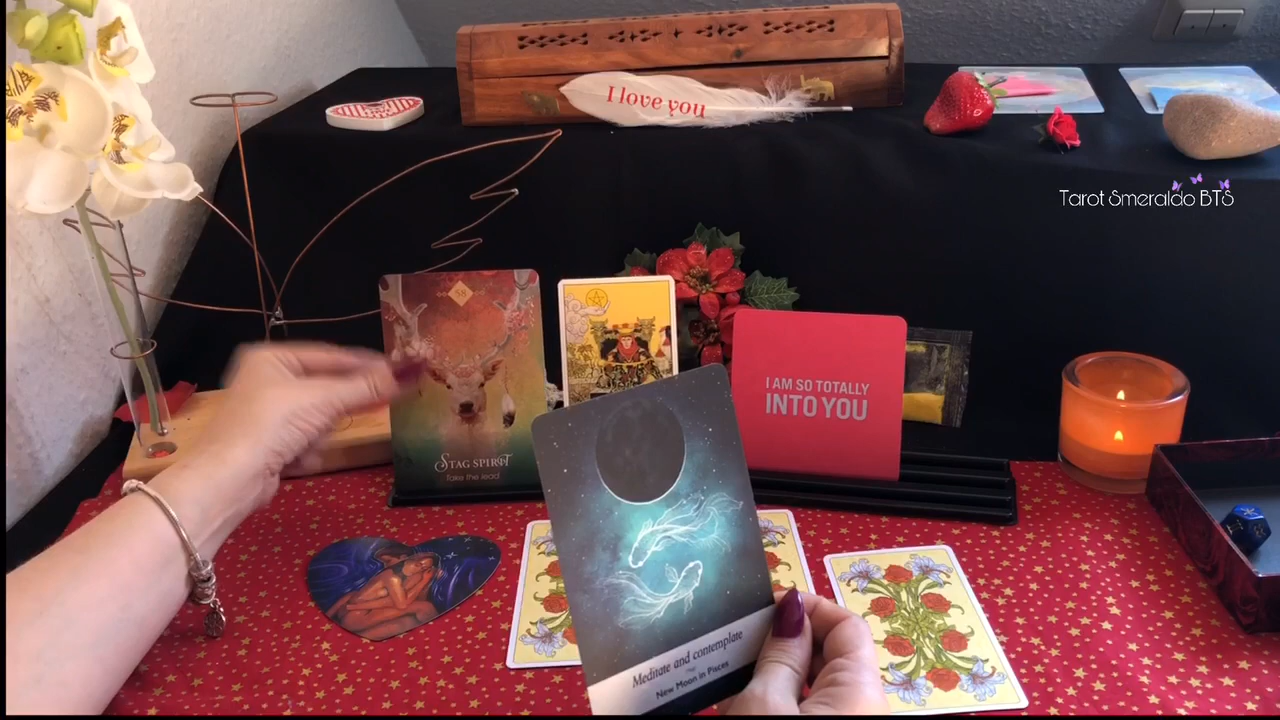 I love you
Tarot Smeraldo BTS
58
STAG SPIRIT
Take the lead
I AM SO TOTALLY
INTO YOU
Meditate and contemplate
New Moon in Pisces